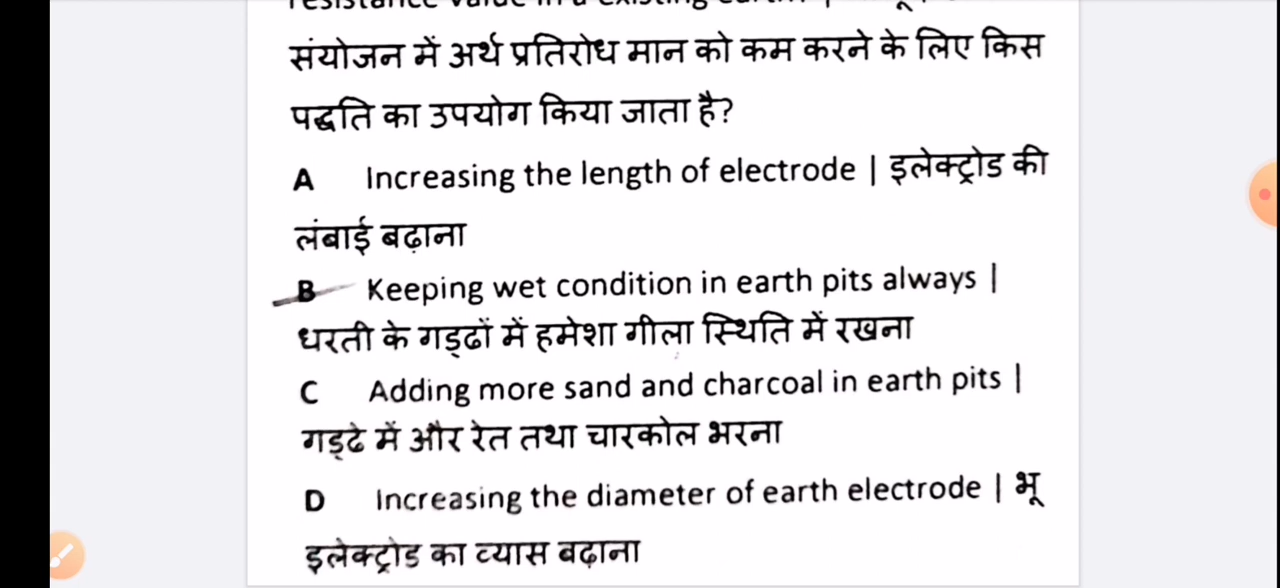 संयोजन में अर्थ प्रतिरोध मान को कम करने के लिए किस
पद्धति का उपयोग किया जाता है?
A Increasing the length of electrode | इलेक्ट्रोड की
लंबाई बढ़ाना
B Keeping wet condition in earth pits always |
धरती के गड्ढों में हमेशा गीला स्थिति में रखना
C Adding more sand and charcoal in earth pits |
गड्ढे में और रेत तथा चारकोल भरना
D Increasing the diameter of earth electrode | भू
इलेक्ट्रोड का व्यास बढ़ाना